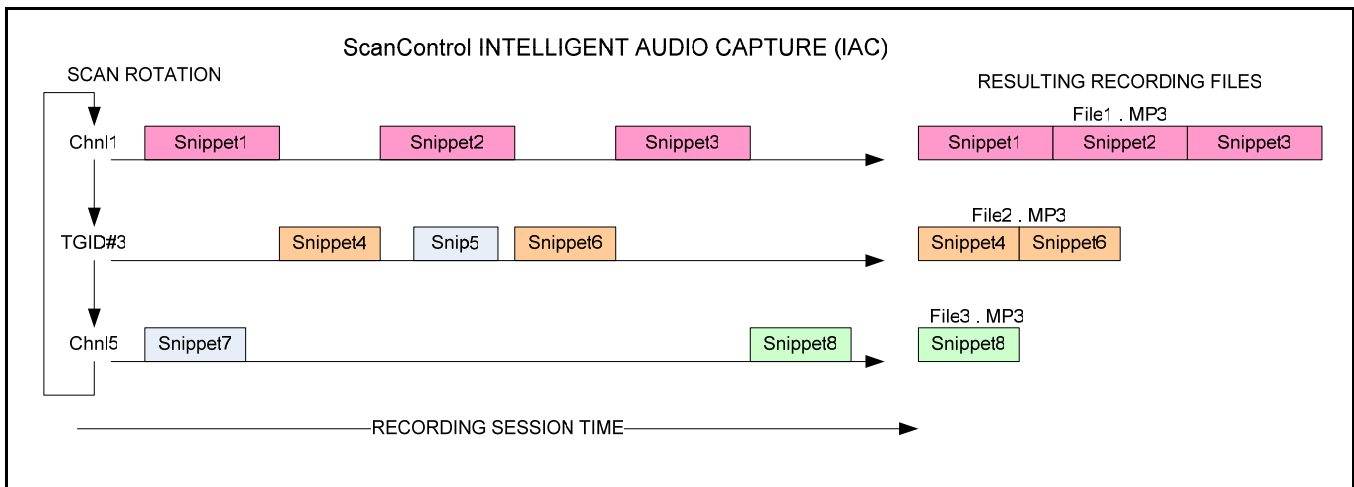 ScanControl INTELLIGENT AUDIO CAPTURE (IAC)
SCAN ROTATION
RESULTING RECORDING FILES
File1 . MP3
Chnl1 Snippet1 Snippet2 Snippet3 Snippet1 Snippet2 Snippet3
File2 . MP3
TGID#3 Snippet4 Snip5 Snippet6 Snippet4 Snippet6
File3 . MP3
Chnl5 Snippet7 Snippet8 Snippet8
RECORDING SESSION TIME